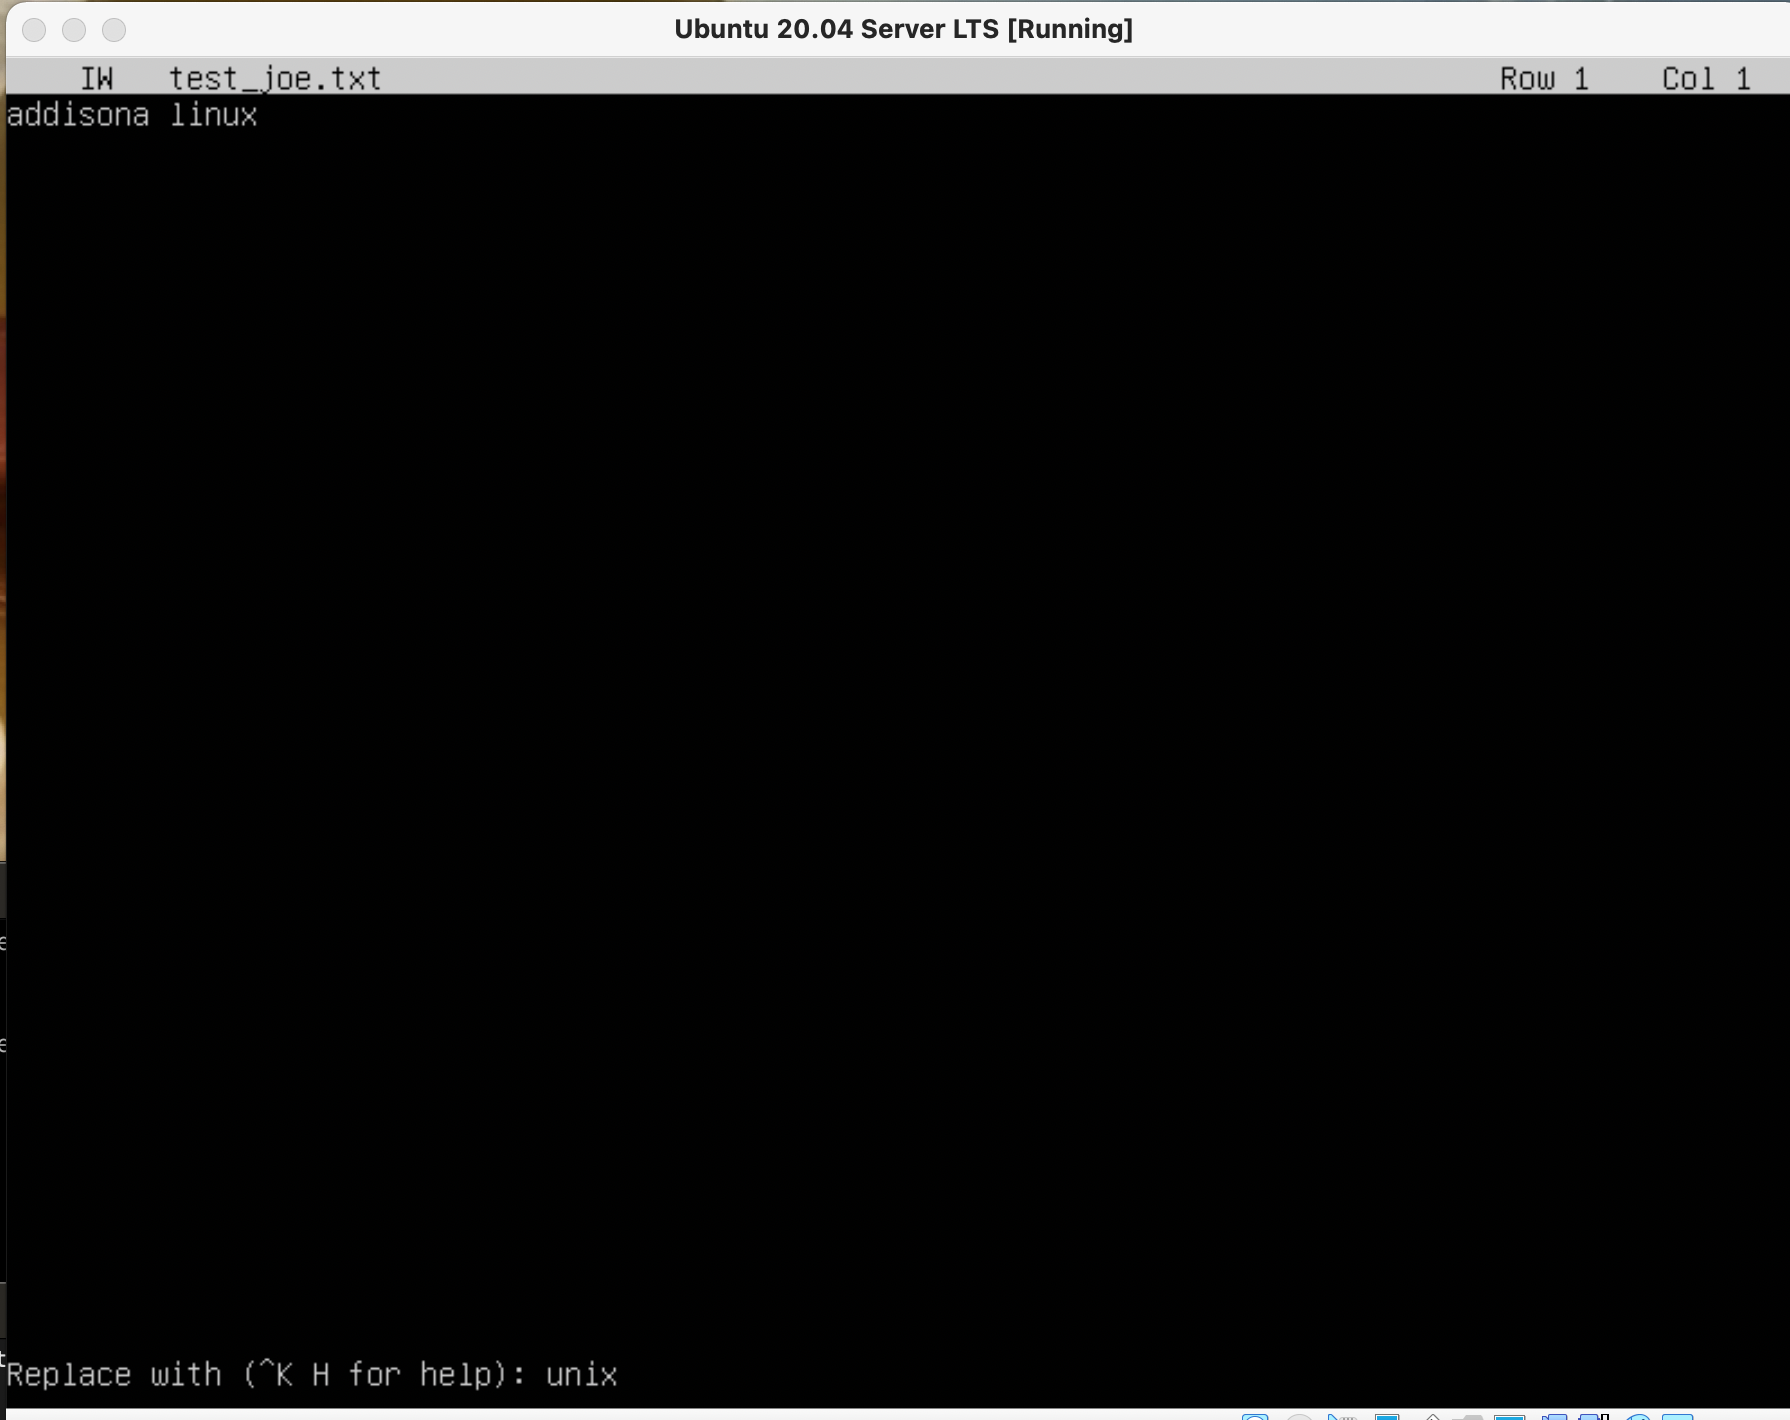 Ubuntu 20.04 Server LTS [Running]
IW test_joe.txt Row 1 Col 1
addisona linux
Replace with (^K H for help): unix